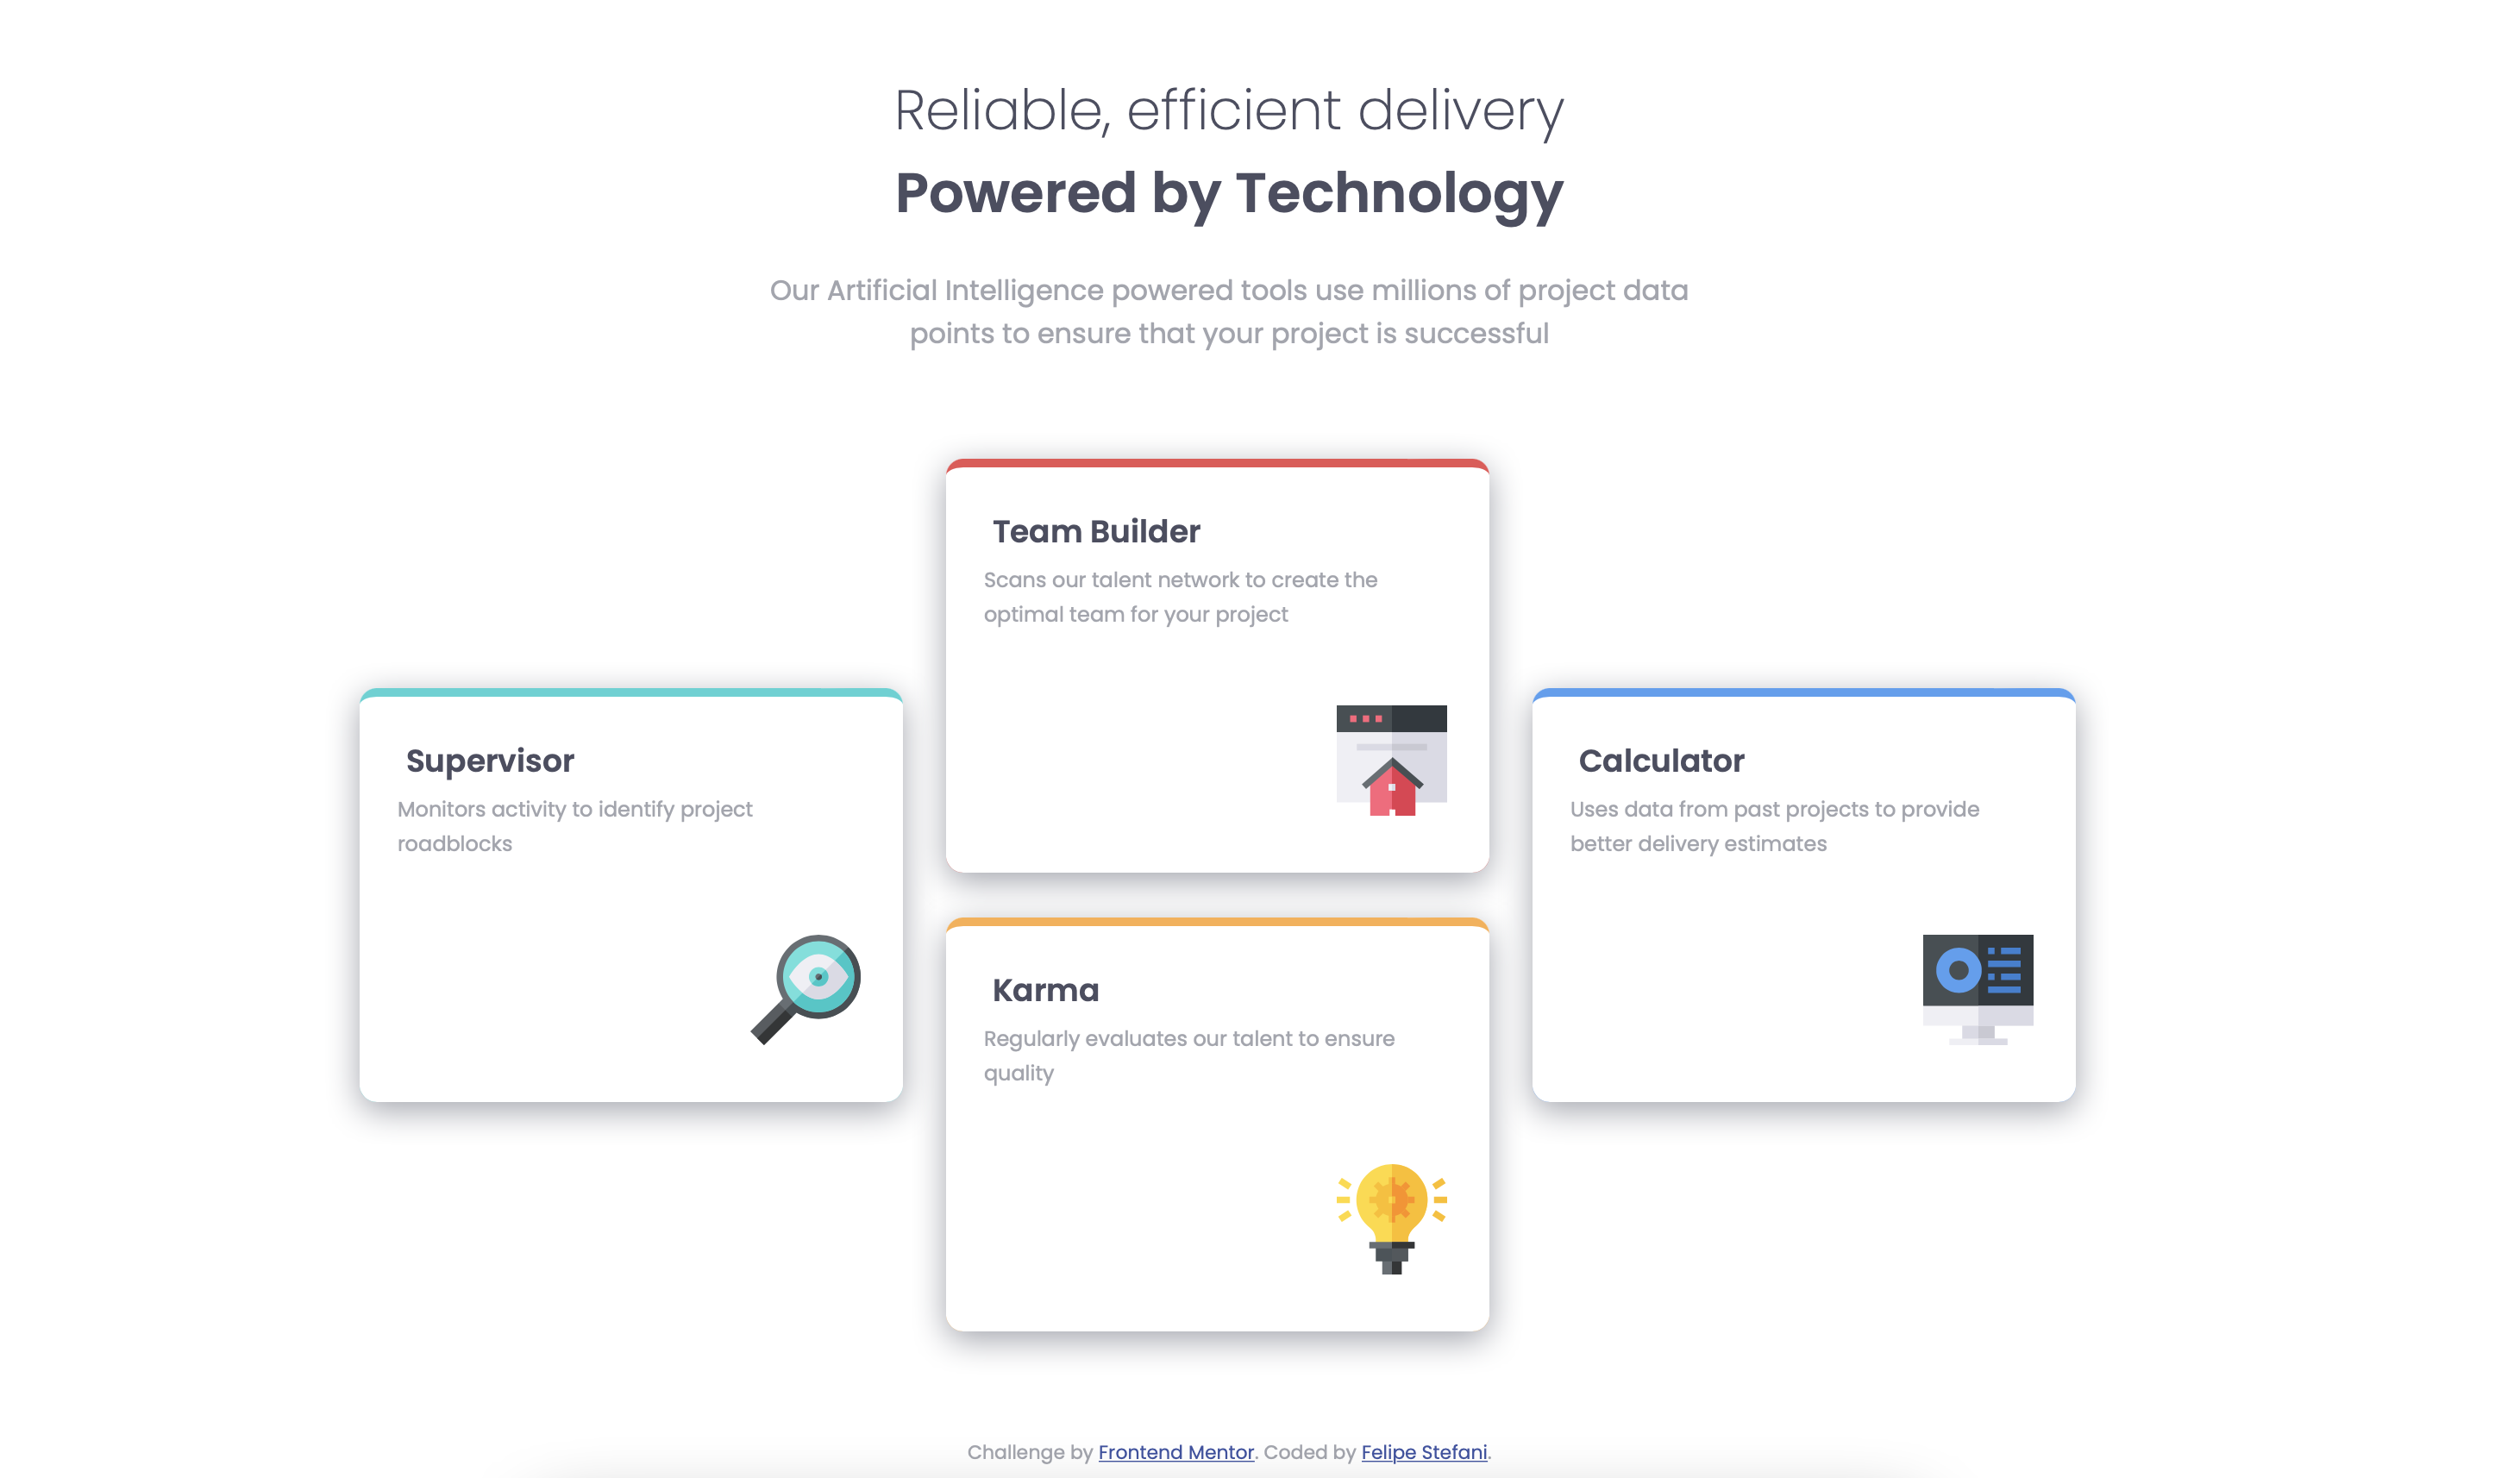 Reliable, efficient delivery
Powered by Technology
Our Artificial Intelligence powered tools use millions of project data
points to ensure that your project is successful
Team Builder
Scans our talent network to create the
optimal team for your project
Supervisor
Monitors activity to identify project
roadblocks
Calculator
Uses data from past projects to provide
better delivery estimates
Karma
Regularly evaluates our talent to ensure
quality
Challenge by Frontend Mentor. Coded by Felipe Stefani.